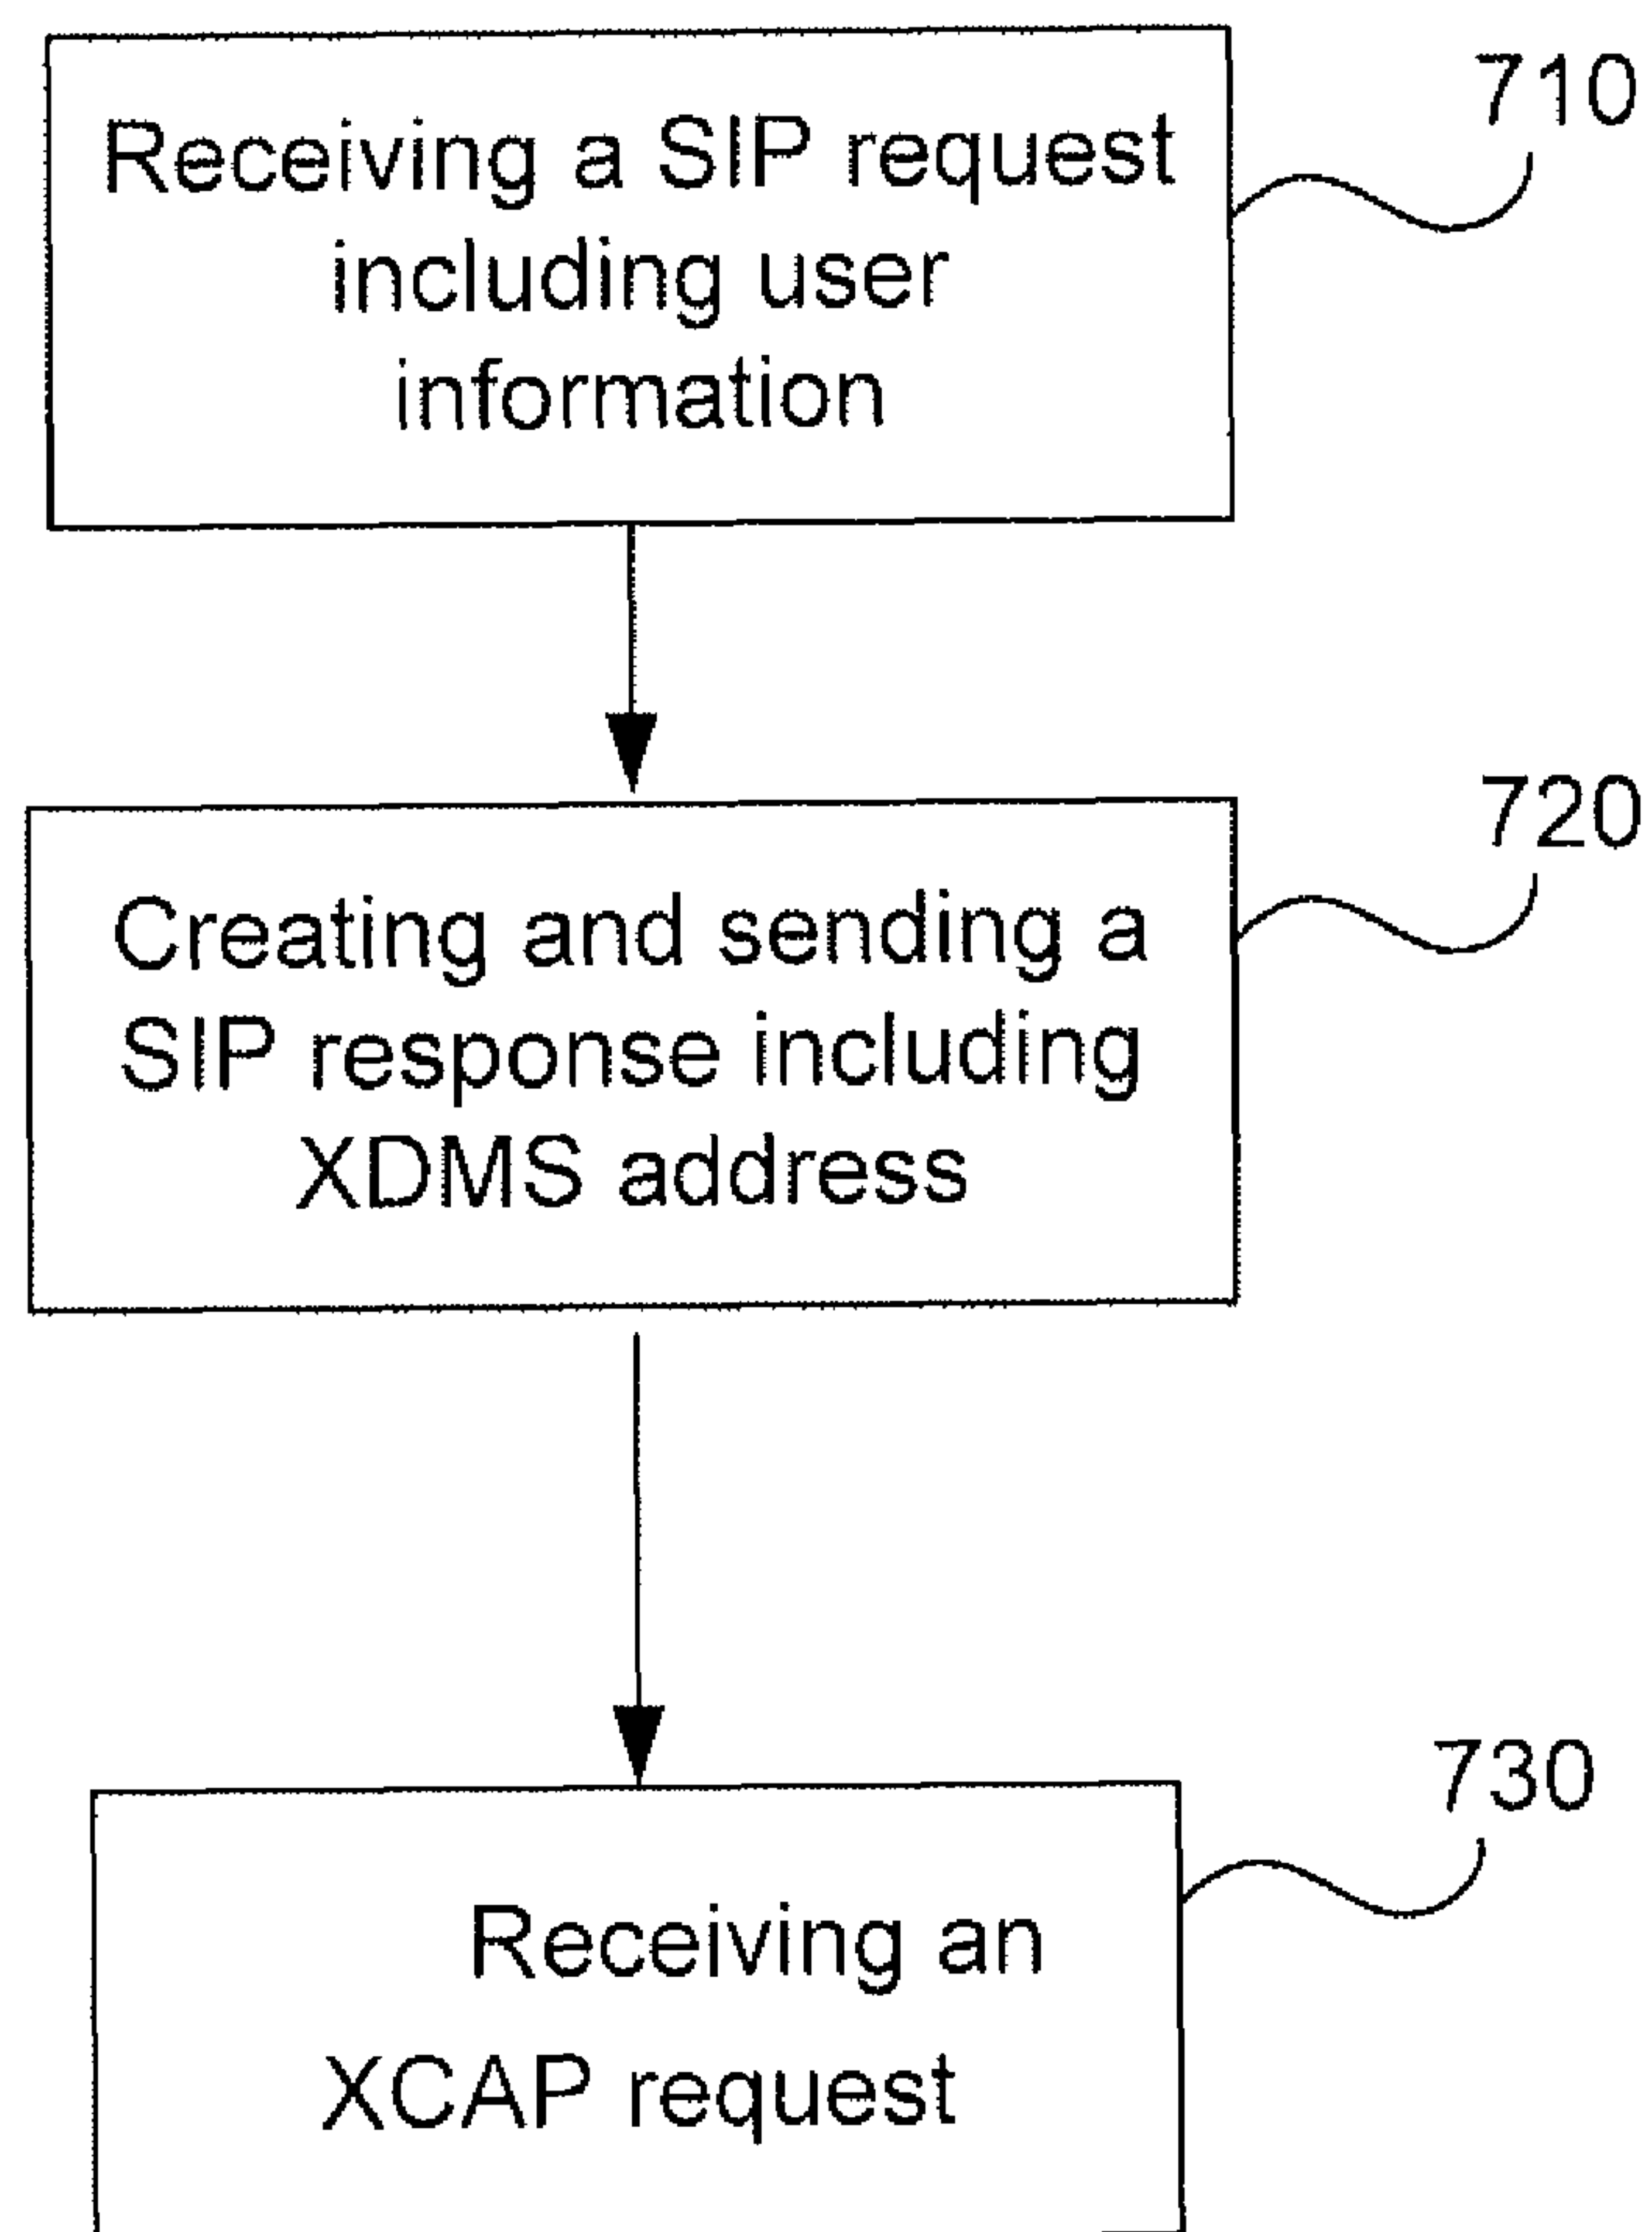 Receiving a SIP request
including user
information
710
Creating and sending a
SIP response including
XDMS address
720
Receiving an
XCAP request
730